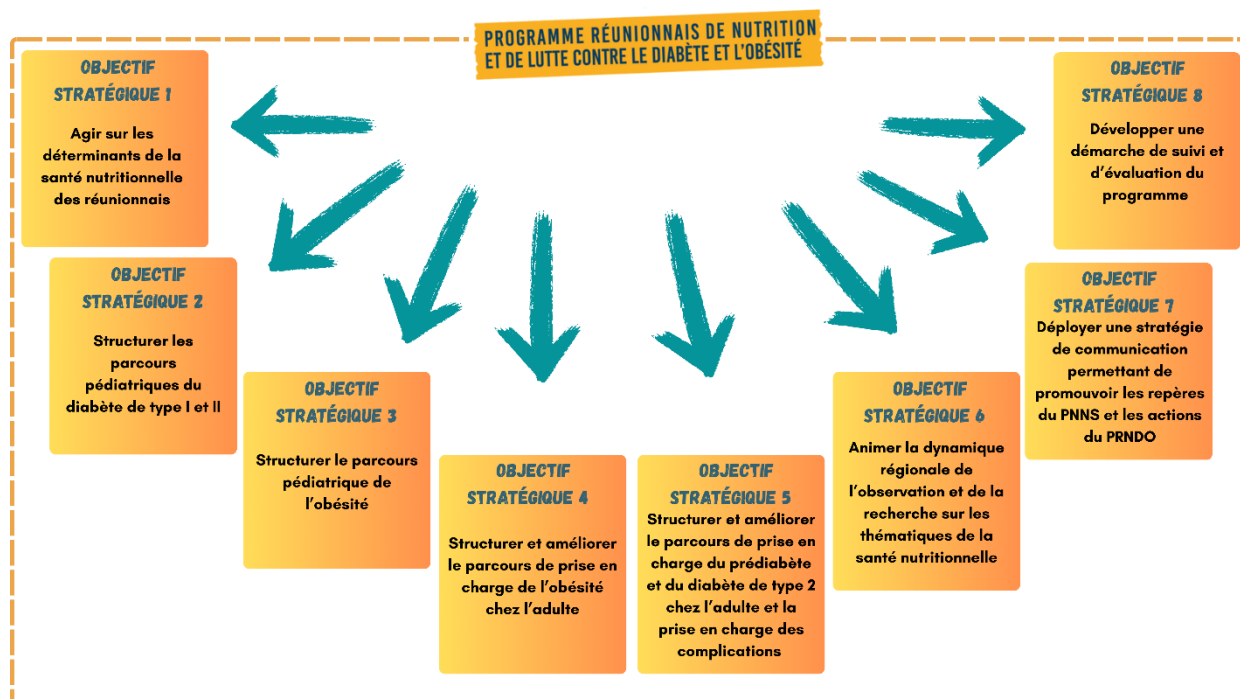 PROGRAMME RÉUNIONNAIS DE NUTRITION
ET DE LUTTE CONTRE LE DIABÈTE ET L'OBÉSITÉ
OBJECTIF
STRATÉGIQUE 1
Agir sur les
déterminants de la
santé nutritionnelle
des réunionnais
OBJECTIF
STRATÉGIQUE 2
Structurer les
parcours
pédiatriques du
diabète de type I et II
OBJECTIF
STRATÉGIQUE 3
Structurer le parcours
pédiatrique de
l'obésité
OBJECTIF
STRATÉGIQUE 4
Structurer et améliorer
le parcours de prise en
charge de l'obésité
chez l'adulte
OBJECTIF
STRATÉGIQUE 5
Structurer et améliorer
le parcours de prise en
charge du prédiabète
et du diabète de type 2
chez l'adulte et la
prise en charge des
complications
OBJECTIF
STRATÉGIQUE 6
Animer la dynamique
régionale de
l'observation et de la
recherche sur les
thématiques de la
santé nutritionnelle
OBJECTIF
STRATÉGIQUE 7
Déployer une stratégie
de communication
permettant de
promouvoir les repères
du PNNS et les actions
du PRNDO
OBJECTIF
STRATÉGIQUE 8
Développer une
démarche de suivi et
d'évaluation du
programme